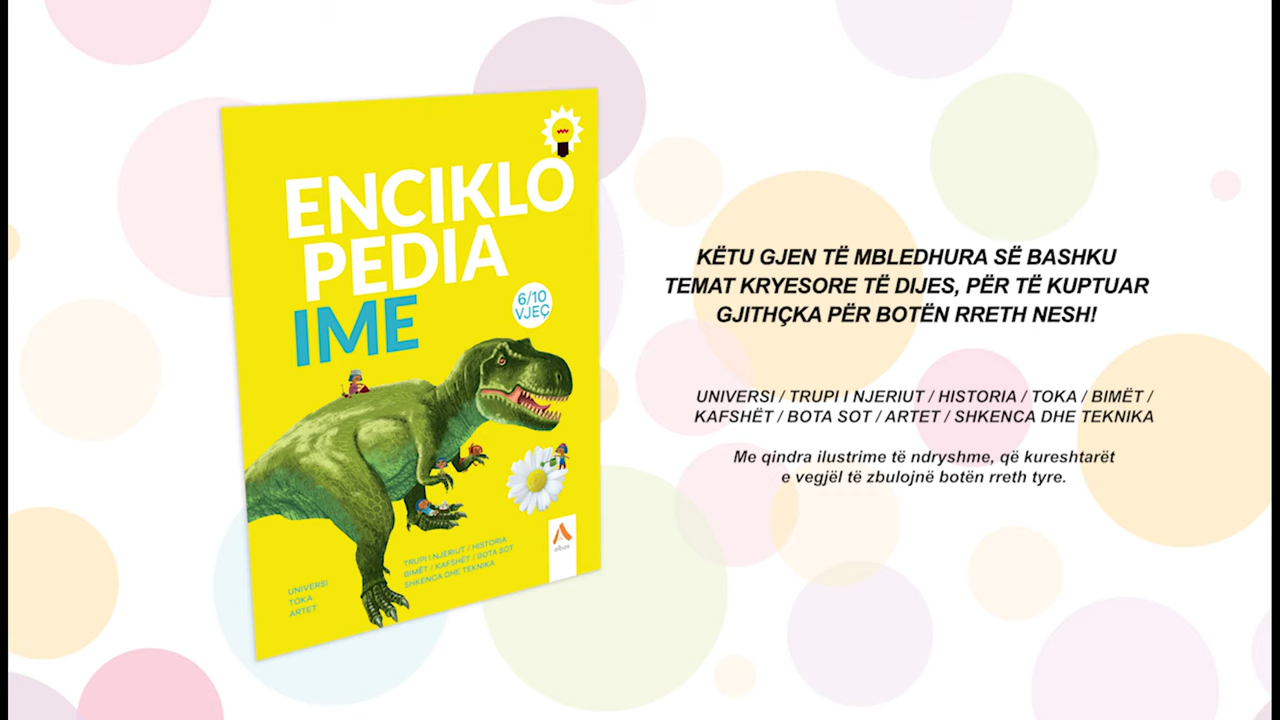 ENCIKLO
PEDIA
IME
6/10
VJEÇ
UNIVERSI
TOKA
ARTET
TRUPI I NJERIUT / HISTORIA
BIMËT / KAFSHËT / BOTA SOT
SHKENCA DHE TEKNIKA
albas
KËTU GJEN TË MBLEDHURA SË BASHKU
TEMAT KRYESORE TË DIJES, PËR TË KUPTUAR
GJITHÇKA PËR BOTËN RRETH NESH!
UNIVERSI / TRUPI I NJERIUT / HISTORIA / TOKA / BIMËT /
KAFSHËT / BOTA SOT / ARTET / SHKENCA DHE TEKNIKA
Me qindra ilustrime të ndryshme, që kureshtarët
e vegjël të zbulojnë botën rreth tyre.